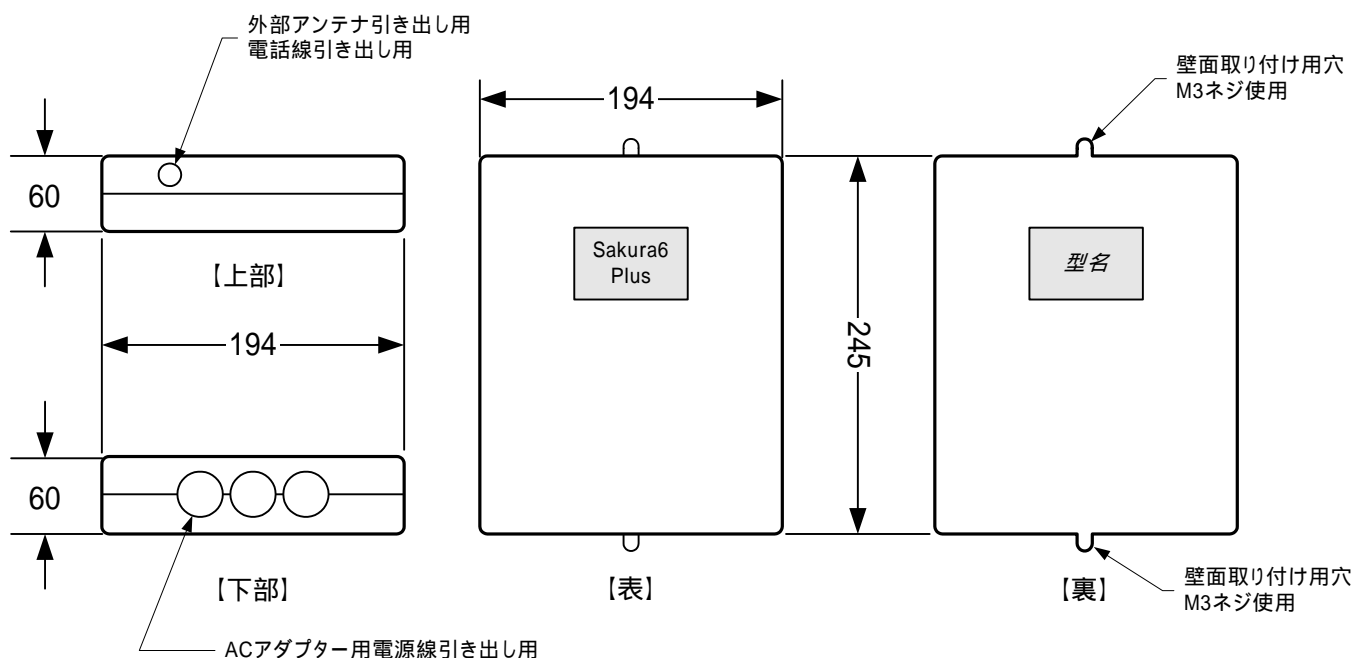 外部アンテナ引き出し用
電話線引き出し用
194
壁面取り付け用穴
M3ネジ使用
60
Sakura6
Plus
型名
【上部】
194
245
60
【下部】
【表】
【裏】
壁面取り付け用穴
M3ネジ使用
ACアダプター用電源線引き出し用